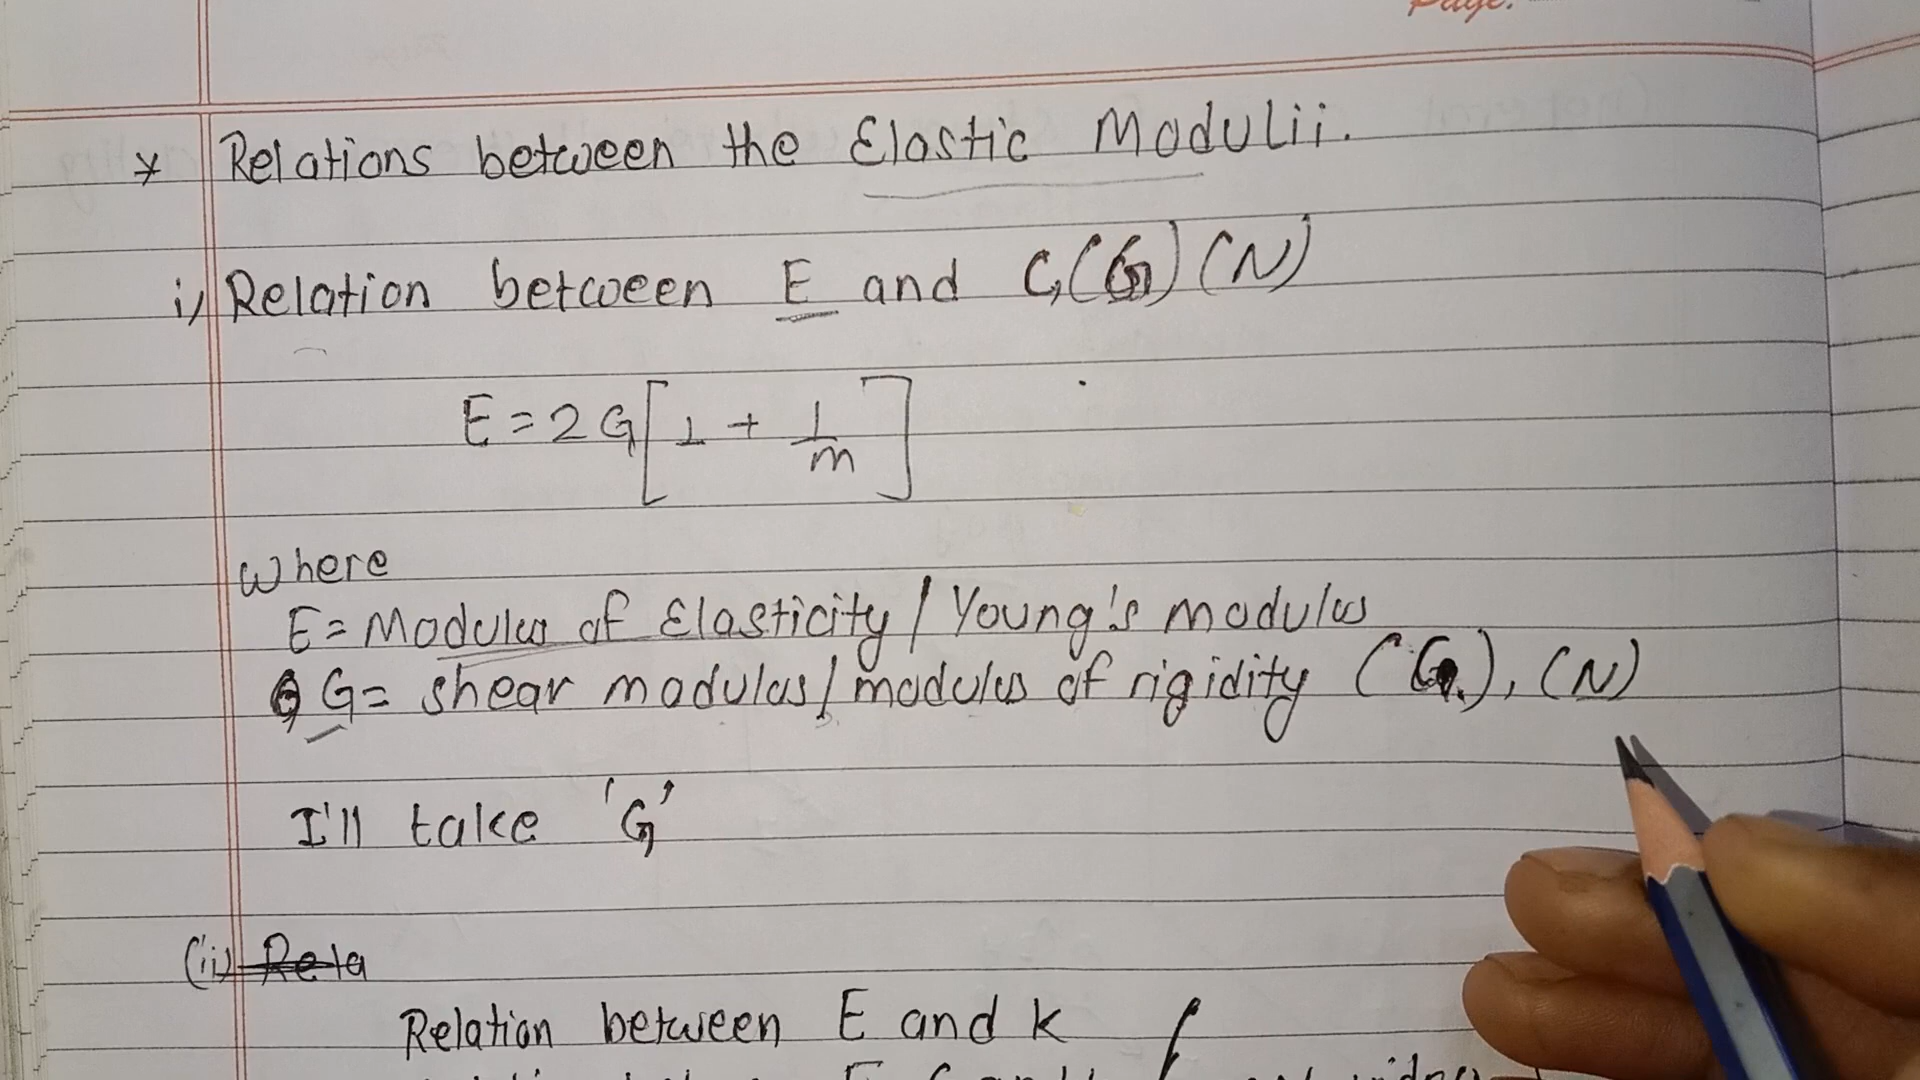 Page.
* Relations between the Elastic Modulii.
i) Relation between E and G (G) (N)
E = 2G[1 + 1/m]
where
E = Modulus of Elasticity / Young's modulus
G = shear modulus / modulus of rigidity (G), (N)
I'll take 'G'
(ii) Rela
Relation between E and K